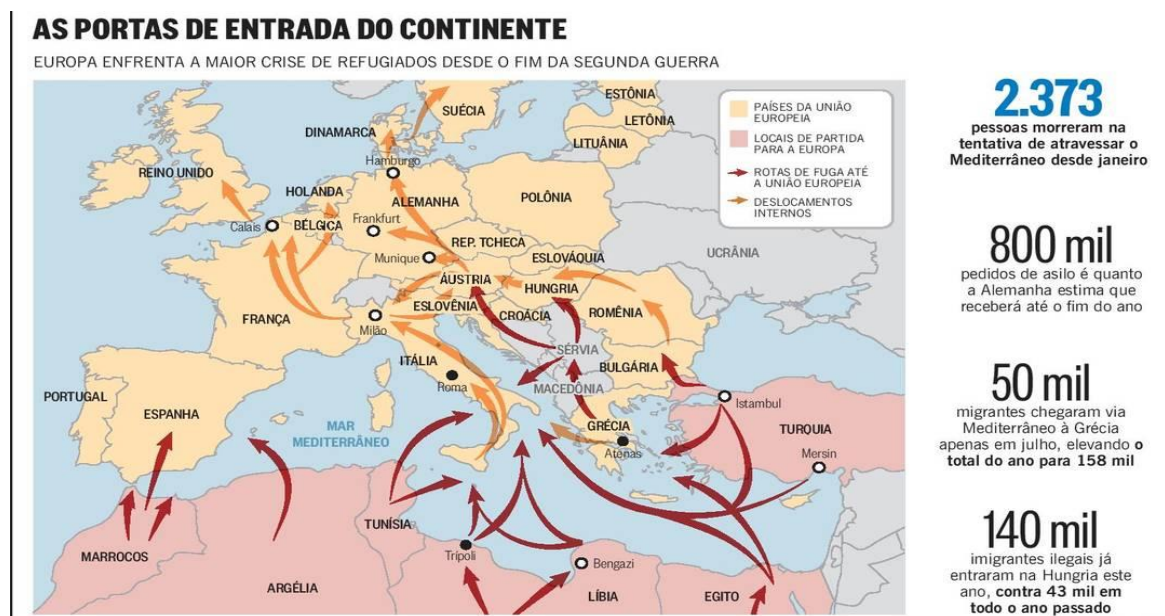 AS PORTAS DE ENTRADA DO CONTINENTE
EUROPA ENFRENTA A MAIOR CRISE DE REFUGIADOS DESDE O FIM DA SEGUNDA GUERRA
PAÍSES DA UNIÃO
EUROPEIA
LOCAIS DE PARTIDA
PARA A EUROPA
ROTAS DE FUGA ATÉ
A UNIÃO EUROPEIA
DESLOCAMENTOS
INTERNOS
SUÉCIA
ESTÔNIA
LETÔNIA
LITUÂNIA
DINAMARCA
Hamburgo
REINO UNIDO
HOLANDA
ALEMANHA
POLÔNIA
Calais
BÉLGICA
Frankfurt
REP. TCHECA
UCRÂNIA
Munique
ESLOVÁQUIA
ÁUSTRIA
HUNGRIA
ESLOVÊNIA
CROÁCIA
ROMÊNIA
FRANÇA
Milão
SÉRVIA
ITÁLIA
BULGÁRIA
Roma
MACEDÔNIA
PORTUGAL
ESPANHA
Istambul
MAR
MEDITERRÂNEO
GRÉCIA
TURQUIA
Atenas
Mersin
TUNÍSIA
MARROCOS
Trípoli
Bengazi
ARGÉLIA
LÍBIA
EGITO
2.373
pessoas morreram na
tentativa de atravessar o
Mediterrâneo desde janeiro
800 mil
pedidos de asilo é quanto
a Alemanha estima que
receberá até o fim do ano
50 mil
migrantes chegaram via
Mediterrâneo à Grécia
apenas em julho, elevando o
total do ano para 158 mil
140 mil
imigrantes ilegais já
entraram na Hungria este
ano, contra 43 mil em
todo o ano passado